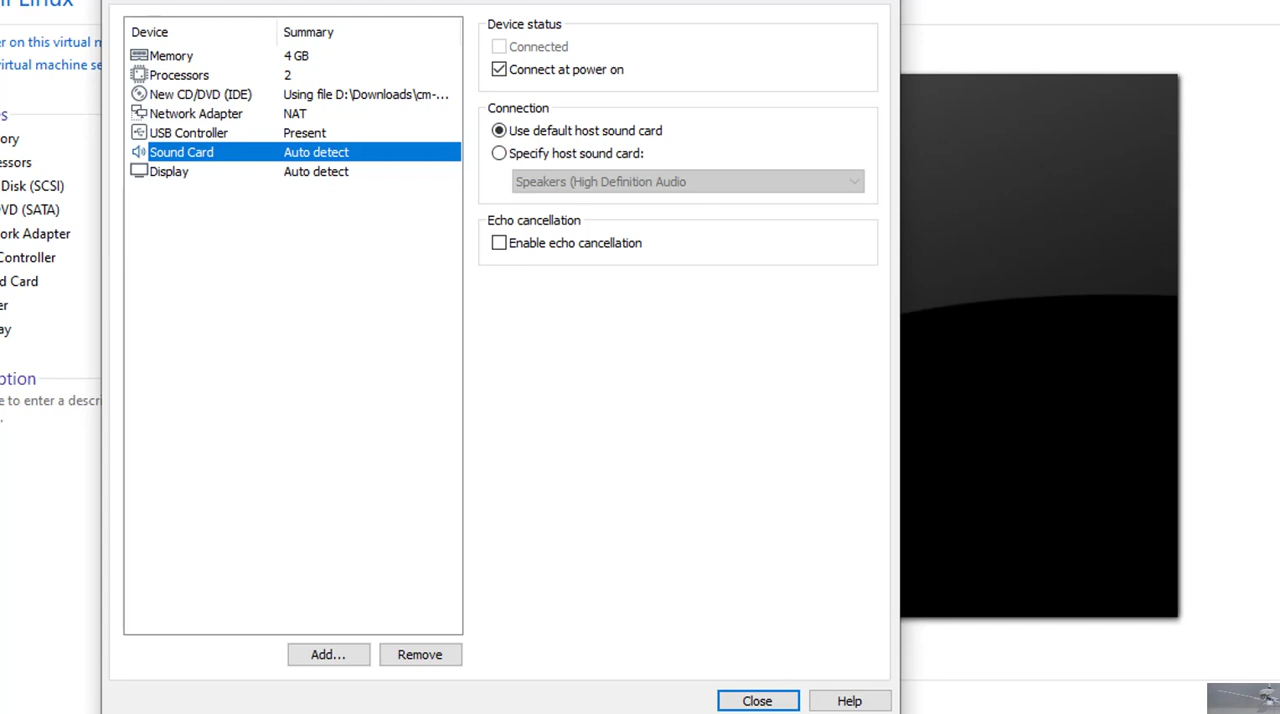 Linux
er on this virtual m
virtual machine se
s
ory
essors
Disk (SCSI)
VD (SATA)
ork Adapter
Controller
d Card
er
ay
ption
e to enter a descri
Device Summary
Memory 4 GB
Processors 2
New CD/DVD (IDE) Using file D:\Downloads\cm-...
Network Adapter NAT
USB Controller Present
Sound Card Auto detect
Display Auto detect
Add...
Remove
Device status
Connected
Connect at power on
Connection
Use default host sound card
Specify host sound card:
Speakers (High Definition Audio
Echo cancellation
Enable echo cancellation
Close
Help